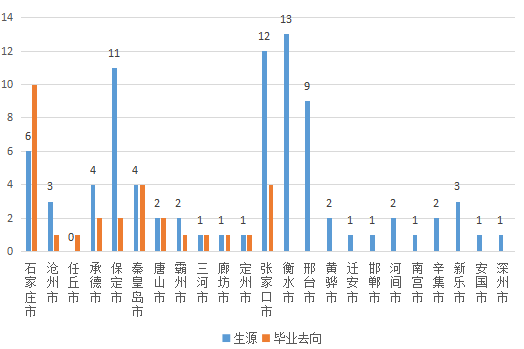 14
12
10
8
6
4
2
0
6
3
0
4
11
4
2
2
1
1
1
12
13
9
2
1
1
2
1
2
3
1
1
石家庄市
沧州市
任丘市
承德市
保定市
秦皇岛市
唐山市
霸州市
三河市
廊坊市
定州市
张家口市
衡水市
邢台市
黄骅市
迁安市
邯郸市
河间市
南宫市
辛集市
新乐市
安国市
深州市
生源 毕业去向